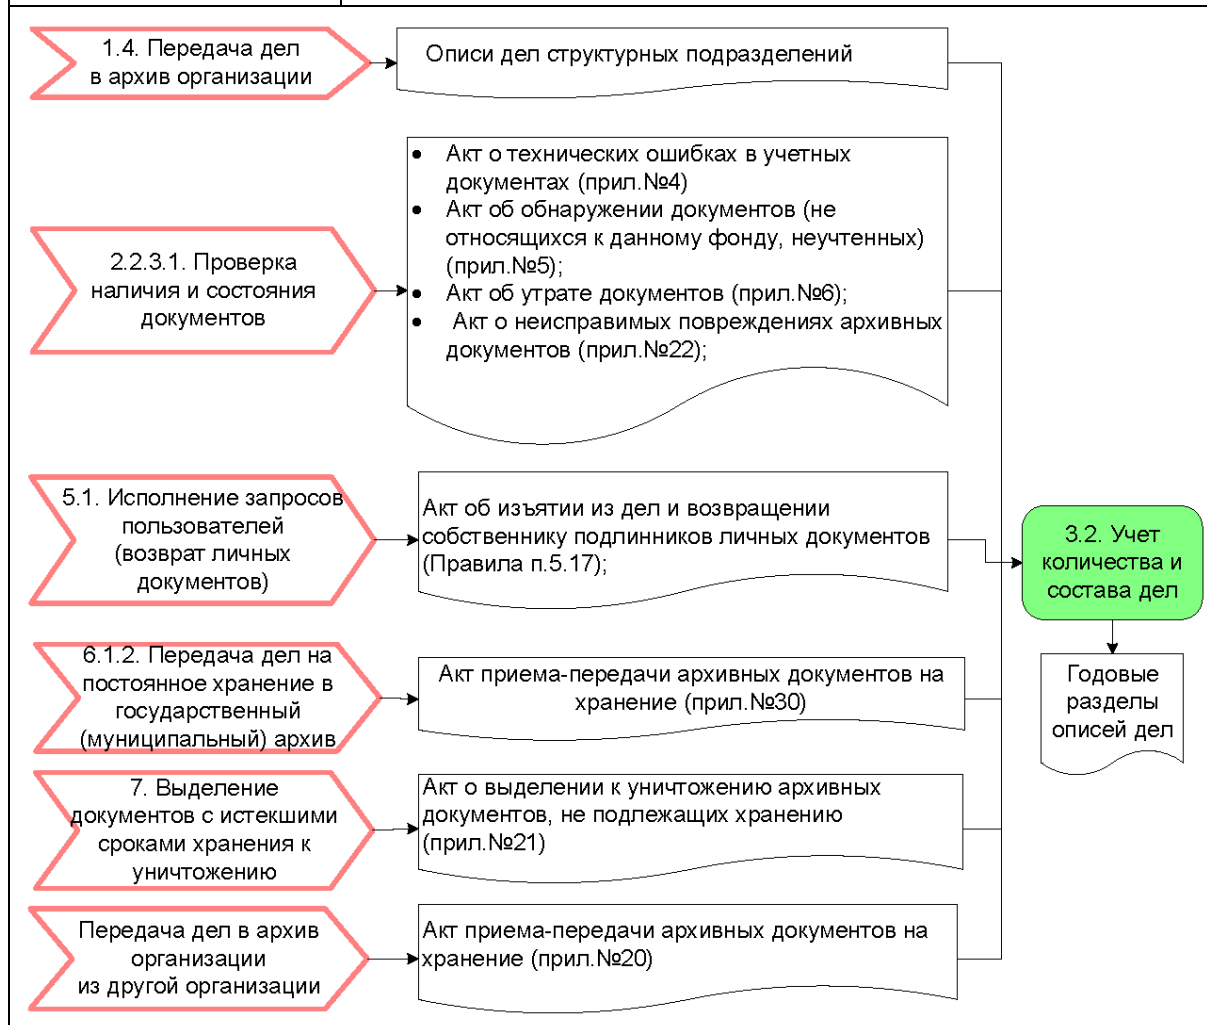 1.4. Передача дел
в архив организации
Описи дел структурных подразделений
2.2.3.1. Проверка
наличия и состояния
документов
• Акт о технических ошибках в учетных
документах (прил.№4)
• Акт об обнаружении документов (не
относящихся к данному фонду, неучтенных)
(прил.№5);
• Акт об утрате документов (прил.№6);
• Акт о неисправимых повреждениях архивных
документов (прил.№22);
5.1. Исполнение запросов
пользователей
(возврат личных
документов)
Акт об изъятии из дел и возвращении
собственнику подлинников личных документов
(Правила п.5.17);
3.2. Учет
количества и
состава дел
Годовые
разделы
описей дел
6.1.2. Передача дел на
постоянное хранение в
государственный
(муниципальный) архив
Акт приема-передачи архивных документов на
хранение (прил.№30)
7. Выделение
документов с истекшими
сроками хранения к
уничтожению
Акт о выделении к уничтожению архивных
документов, не подлежащих хранению
(прил.№21)
Передача дел в архив
организации
из другой организации
Акт приема-передачи архивных документов на
хранение (прил.№20)